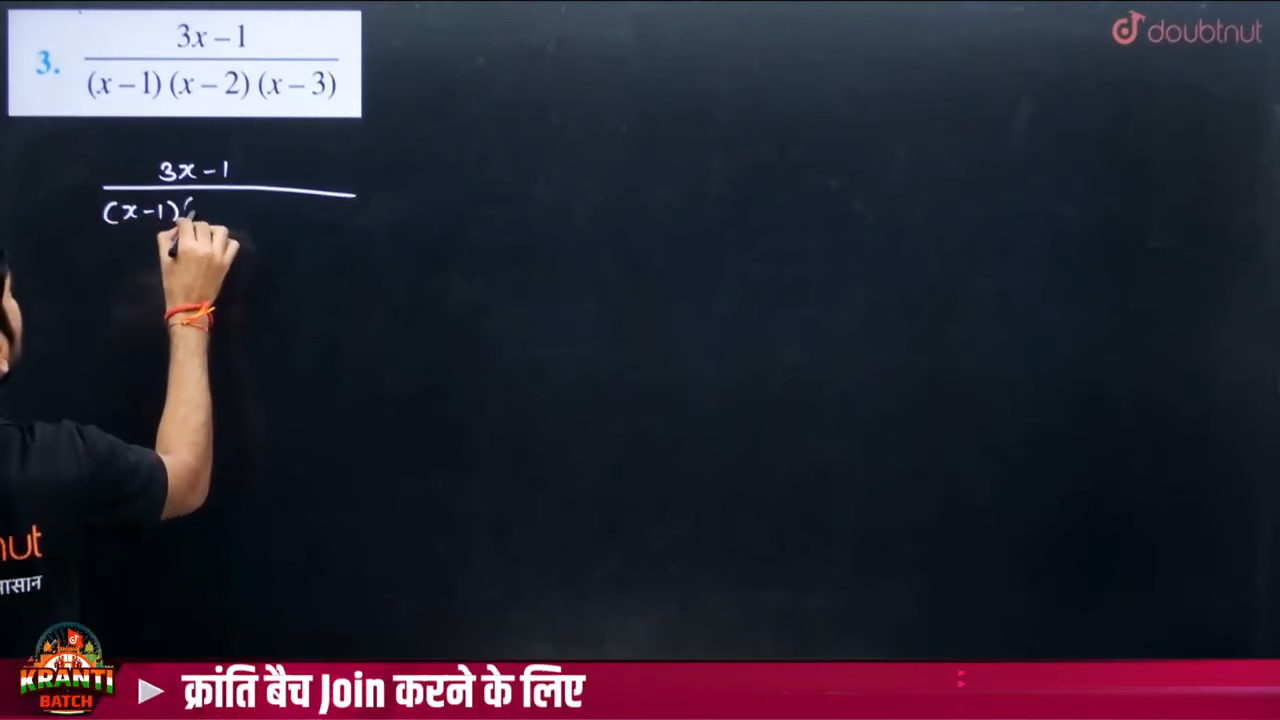 3. 3x – 1
(x – 1) (x – 2) (x – 3)
doubtnut
3x – 1
(x – 1) (
nut
KRANTI
BATCH
क्रांति बैच Join करने के लिए